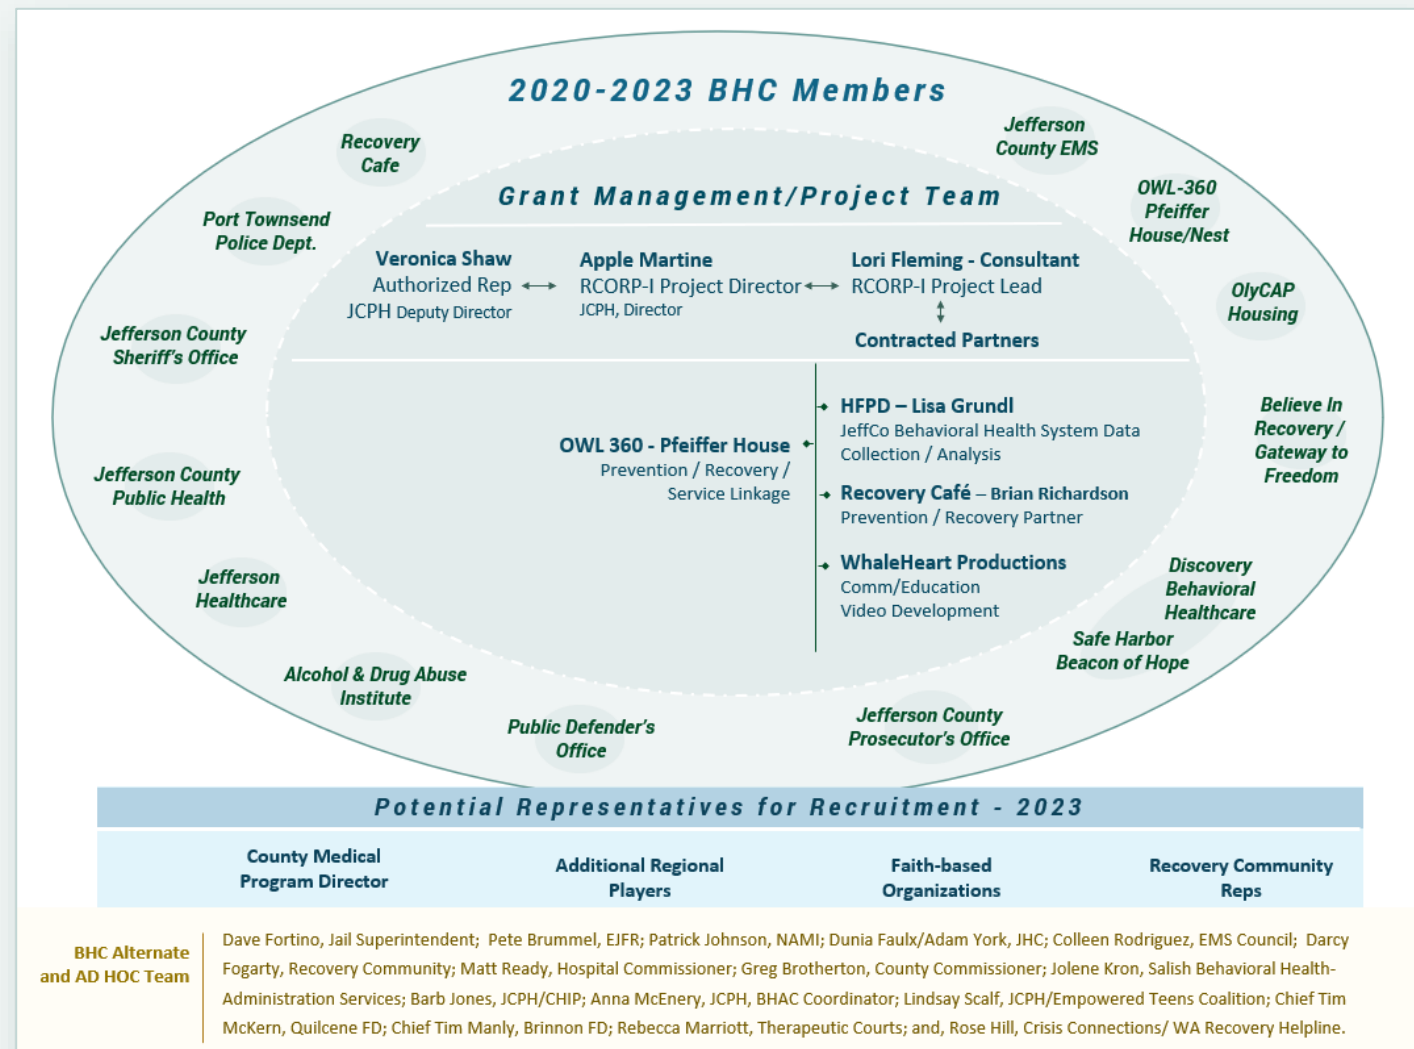 2020-2023 BHC Members
Recovery
Cafe
Port Townsend
Police Dept.
Jefferson County
Sheriff's Office
Jefferson County
Public Health
Jefferson
Healthcare
Alcohol & Drug Abuse
Institute
Public Defender's
Office
Jefferson
County EMS
OWL-360
Pfeiffer
House/Nest
OlyCAP
Housing
Believe In
Recovery /
Gateway to
Freedom
Discovery
Behavioral
Healthcare
Safe Harbor
Beacon of Hope
Jefferson County
Prosecutor's Office
Grant Management/Project Team
Veronica Shaw
Authorized Rep
JCPH Deputy Director
Apple Martine
RCORP-I Project Director
JCPH, Director
Lori Fleming - Consultant
RCORP-I Project Lead
Contracted Partners
OWL 360 - Pfeiffer House
Prevention / Recovery /
Service Linkage
HFPD – Lisa Grundl
JeffCo Behavioral Health System Data
Collection / Analysis
Recovery Café – Brian Richardson
Prevention / Recovery Partner
WhaleHeart Productions
Comm/Education
Video Development
Potential Representatives for Recruitment - 2023
County Medical
Program Director
Additional Regional
Players
Faith-based
Organizations
Recovery Community
Reps
BHC Alternate
and AD HOC Team
Dave Fortino, Jail Superintendent; Pete Brummel, EJFR; Patrick Johnson, NAMI; Dunia Faulx/Adam York, JHC; Colleen Rodriguez, EMS Council; Darcy
Fogarty, Recovery Community; Matt Ready, Hospital Commissioner; Greg Brotherton, County Commissioner; Jolene Kron, Salish Behavioral Health-
Administration Services; Barb Jones, JCPH/CHIP; Anna McEnery, JCPH, BHAC Coordinator; Lindsay Scalf, JCPH/Empowered Teens Coalition; Chief Tim
McKern, Quilcene FD; Chief Tim Manly, Brinnon FD; Rebecca Marriott, Therapeutic Courts; and, Rose Hill, Crisis Connections/ WA Recovery Helpline.